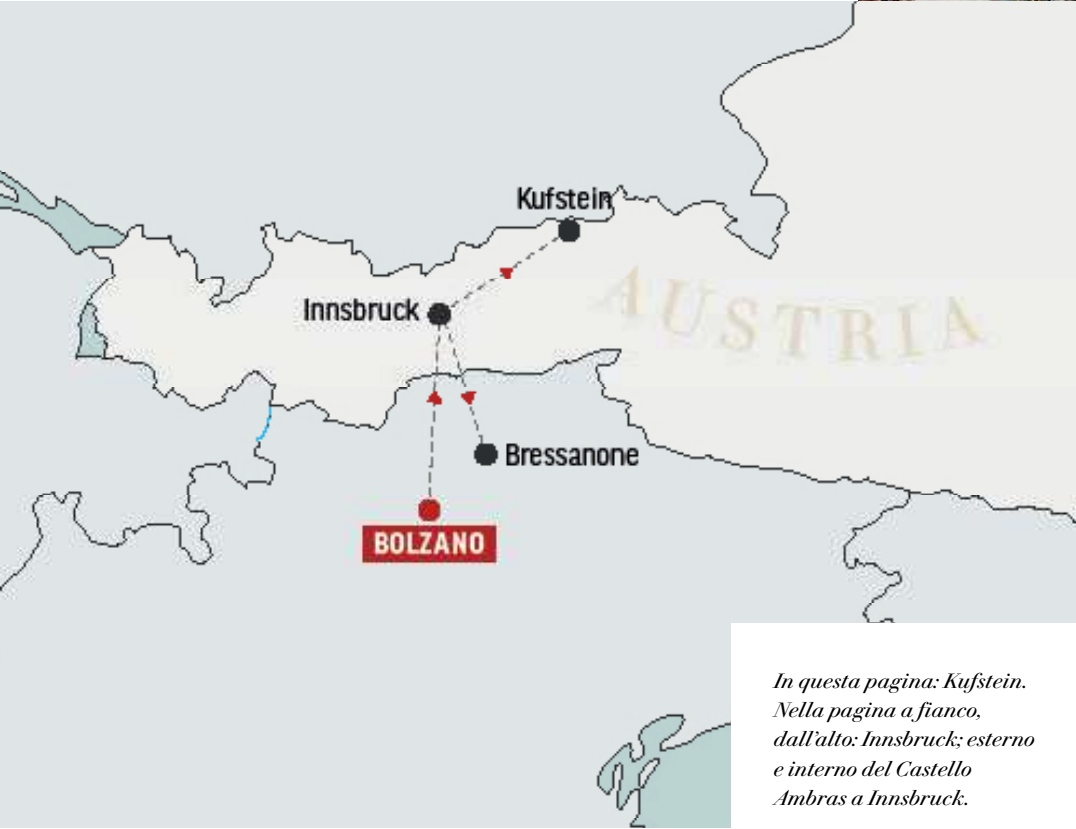 Kufstein
Innsbruck
AUSTRIA
Bressanone
BOLZANO
In questa pagina: Kufstein.
Nella pagina a fianco,
dall'alto: Innsbruck; esterno
e interno del Castello
Ambras a Innsbruck.